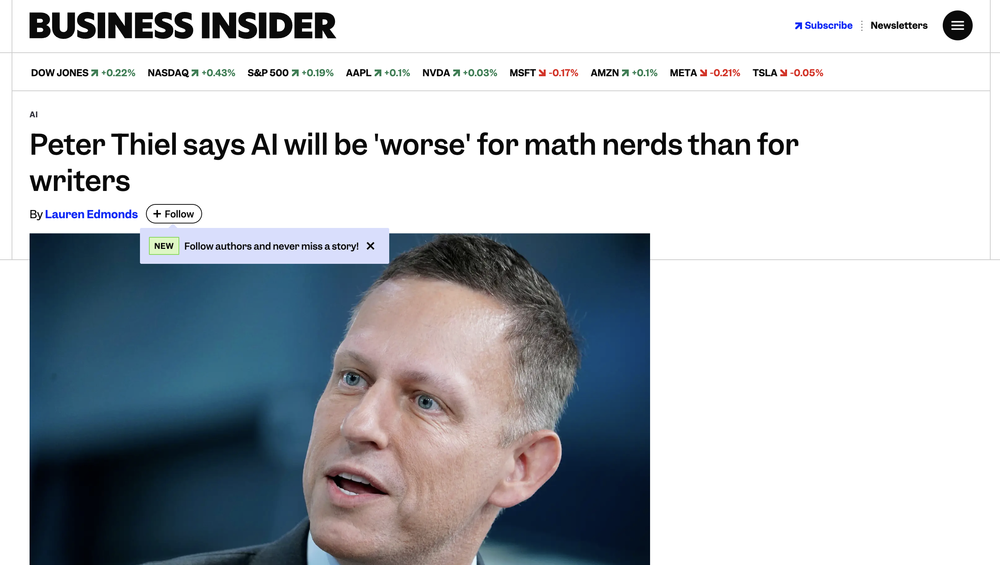 BUSINESS INSIDER
Subscribe Newsletters
DOW JONES +0.22% NASDAQ +0.43% S&P 500 +0.19% AAPL +0.1% NVDA +0.03% MSFT -0.17% AMZN +0.1% META -0.21% TSLA -0.05%
AI
Peter Thiel says AI will be 'worse' for math nerds than for
writers
By Lauren Edmonds + Follow
NEW Follow authors and never miss a story!